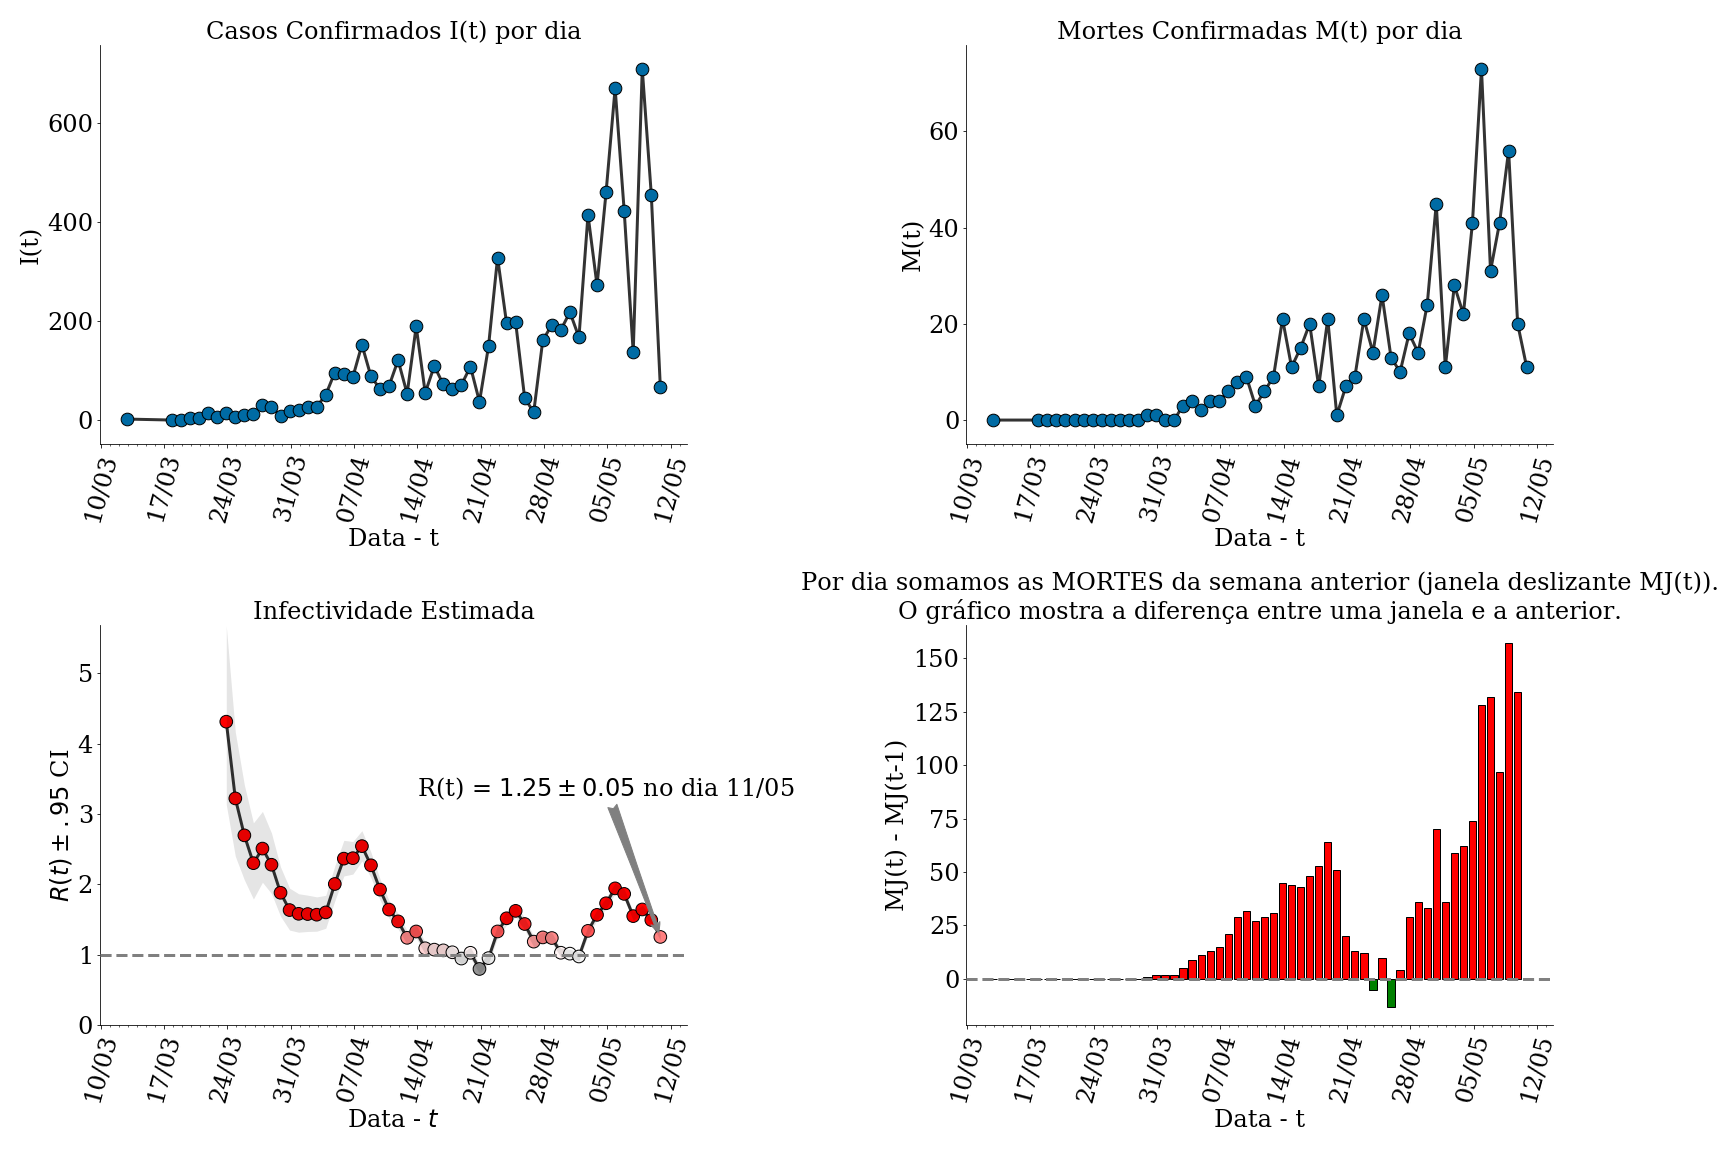 Casos Confirmados I(t) por dia
I(t)
600
400
200
0
10/03 17/03 24/03 31/03 07/04 14/04 21/04 28/04 05/05 12/05
Data - t
Mortes Confirmadas M(t) por dia
M(t)
60
40
20
0
10/03 17/03 24/03 31/03 07/04 14/04 21/04 28/04 05/05 12/05
Data - t
Infectividade Estimada
R(t) ± .95 CI
5
4
3
2
1
0
R(t) = 1.25 ± 0.05 no dia 11/05
10/03 17/03 24/03 31/03 07/04 14/04 21/04 28/04 05/05 12/05
Data - t
Por dia somamos as MORTES da semana anterior (janela deslizante MJ(t)).
O gráfico mostra a diferença entre uma janela e a anterior.
MJ(t) - MJ(t-1)
150
125
100
75
50
25
0
10/03 17/03 24/03 31/03 07/04 14/04 21/04 28/04 05/05 12/05
Data - t